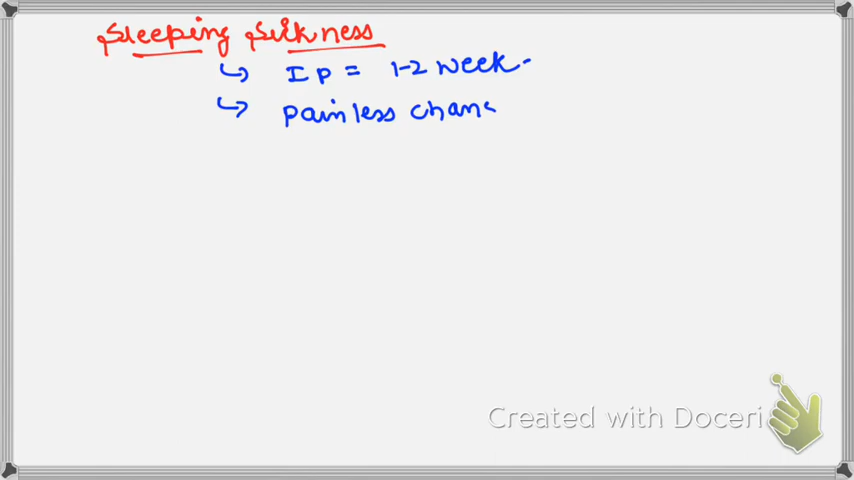 Sleeping Sickness
↳ IP = 1-2 week.
↳ Painless chanc
Created with Doceri